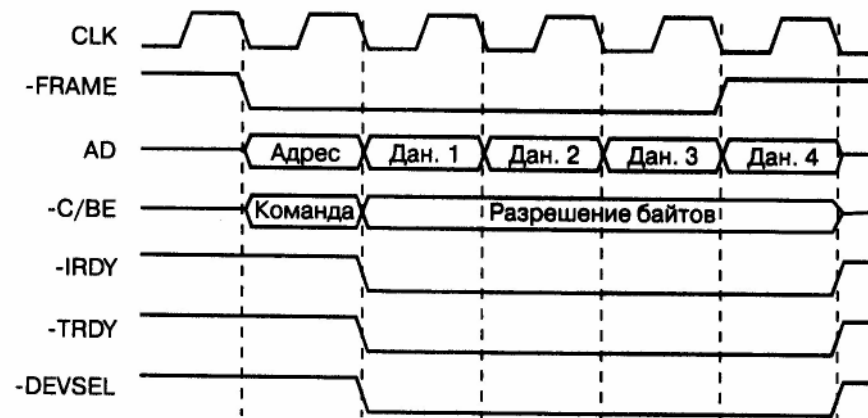 CLK
-FRAME
AD Адрес Дан. 1 Дан. 2 Дан. 3 Дан. 4
-C/BE Команда Разрешение байтов
-IRDY
-TRDY
-DEVSEL